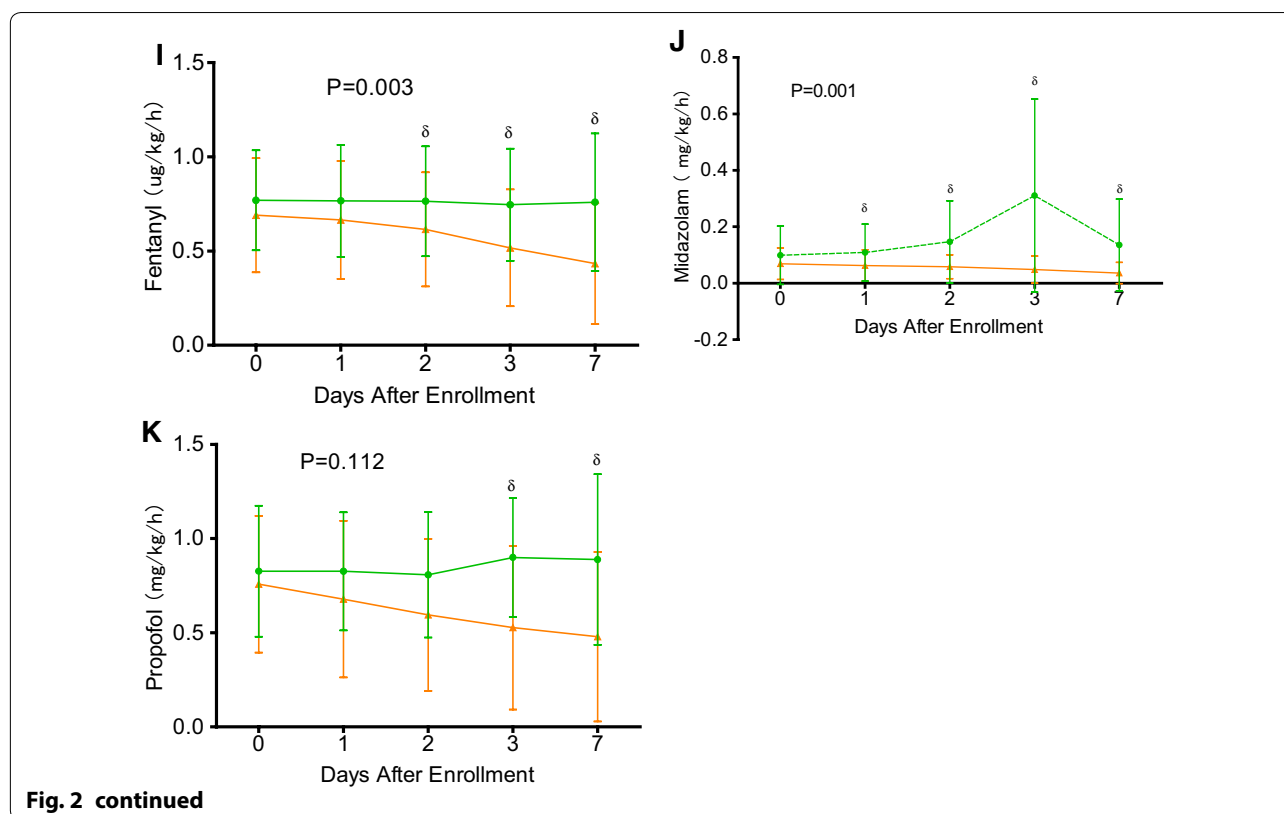 I
1.5
1.0
0.5
0.0
Fentanyl (ug/kg/h)
P=0.003
δ δ δ
0 1 2 3 7
Days After Enrollment
J
0.8
0.6
0.4
0.2
0.0
-0.2
Midazolam ( mg/kg/h)
P=0.001
δ δ δ δ
0 1 2 3 7
Days After Enrollment
K
1.5
1.0
0.5
0.0
Propofol (mg/kg/h)
P=0.112
δ δ
0 1 2 3 7
Days After Enrollment
Fig. 2 continued